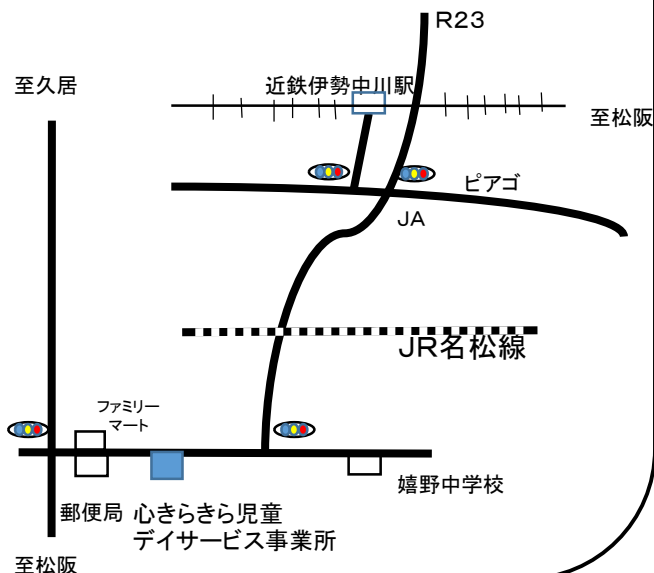 R23
至久居
近鉄伊勢中川駅
至松阪
ピアゴ
JA
JR名松線
ファミリー
マート
嬉野中学校
郵便局
心きらきら児童
デイサービス事業所
至松阪